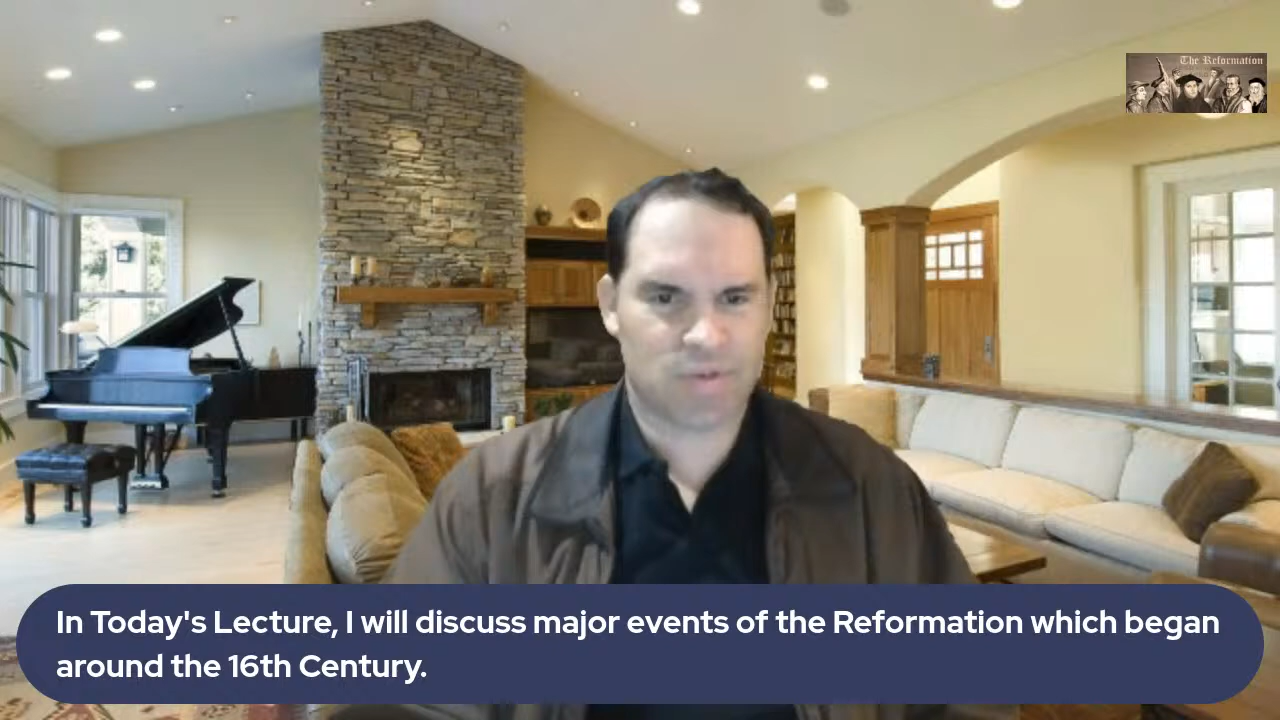 The Reformation
In Today's Lecture, I will discuss major events of the Reformation which began
around the 16th Century.